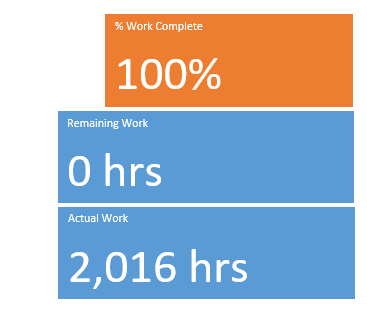 % Work Complete
100%
Remaining Work
0 hrs
Actual Work
2,016 hrs